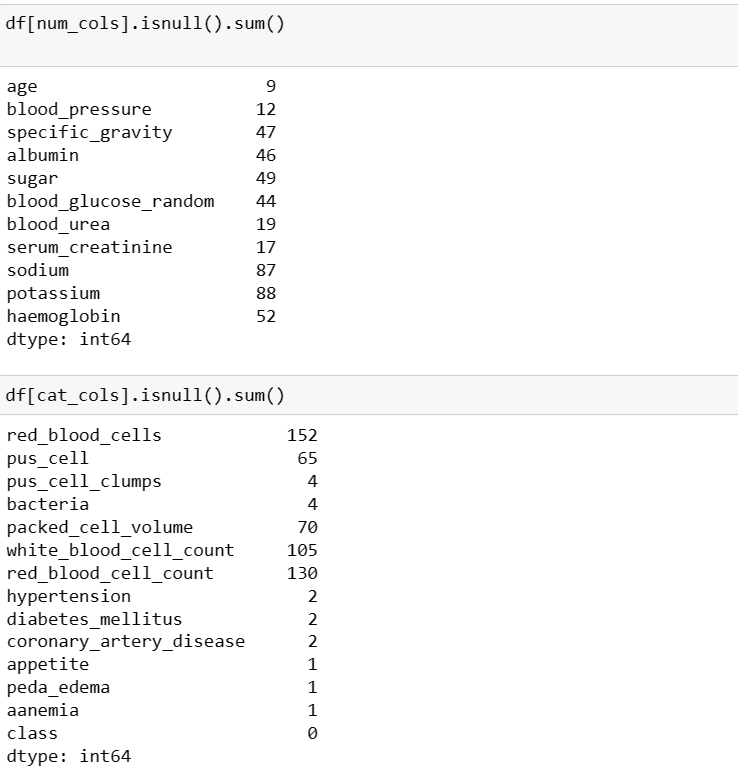 df[num_cols].isnull().sum()
age 9
blood_pressure 12
specific_gravity 47
albumin 46
sugar 49
blood_glucose_random 44
blood_urea 19
serum_creatinine 17
sodium 87
potassium 88
haemoglobin 52
dtype: int64
df[cat_cols].isnull().sum()
red_blood_cells 152
pus_cell 65
pus_cell_clumps 4
bacteria 4
packed_cell_volume 70
white_blood_cell_count 105
red_blood_cell_count 130
hypertension 2
diabetes_mellitus 2
coronary_artery_disease 2
appetite 1
peda_edema 1
aanemia 1
class 0
dtype: int64